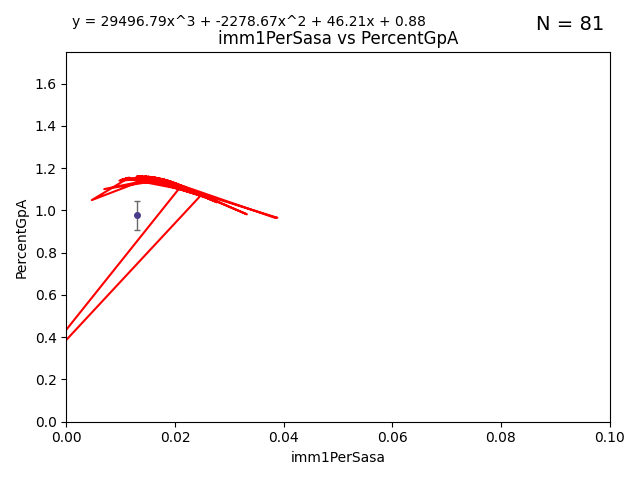 y = 29496.79x^3 + -2278.67x^2 + 46.21x + 0.88
N = 81
imm1PerSasa vs PercentGpA
PercentGpA
1.6
1.4
1.2
1.0
0.8
0.6
0.4
0.2
0.0
0.00 0.02 0.04 0.06 0.08 0.10
imm1PerSasa